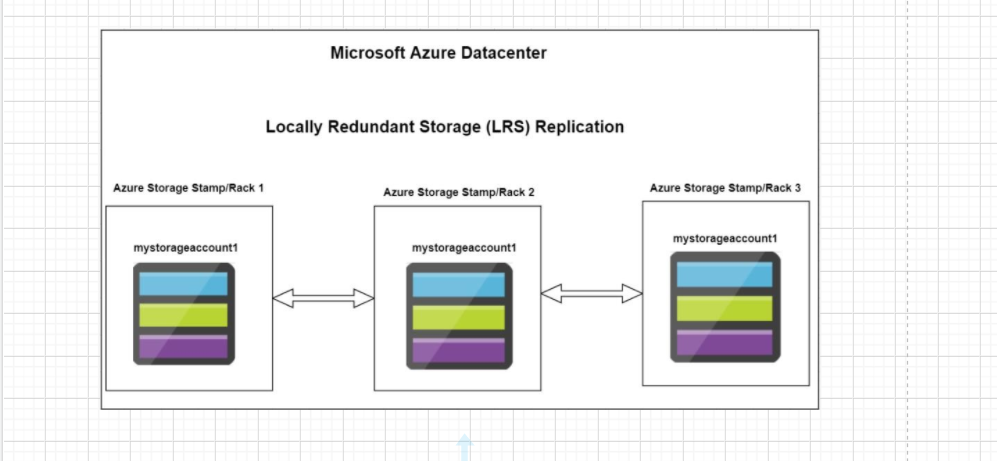 Microsoft Azure Datacenter
Locally Redundant Storage (LRS) Replication
Azure Storage Stamp/Rack 1
Azure Storage Stamp/Rack 2
Azure Storage Stamp/Rack 3
mystorageaccount1
mystorageaccount1
mystorageaccount1